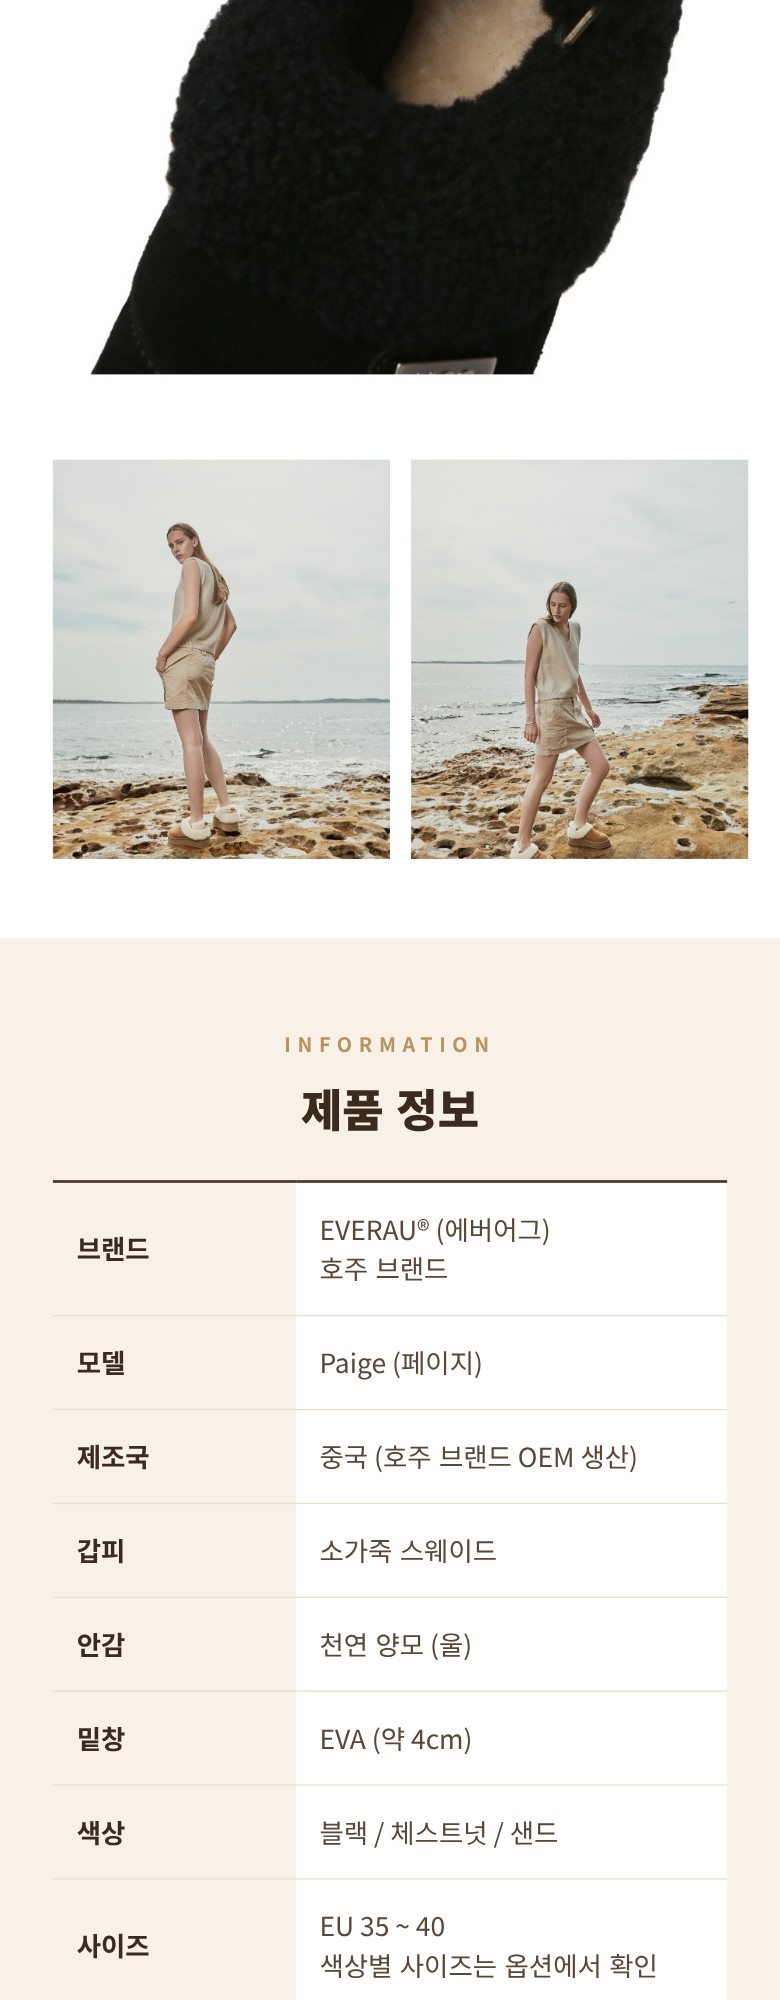 INFORMATION
제품 정보
브랜드
EVERAU® (에버어그)
호주 브랜드
모델
Paige (페이지)
제조국
중국 (호주 브랜드 OEM 생산)
갑피
소가죽 스웨이드
안감
천연 양모 (울)
밑창
EVA (약 4cm)
색상
블랙 / 체스트넛 / 샌드
사이즈
EU 35 ~ 40
색상별 사이즈는 옵션에서 확인